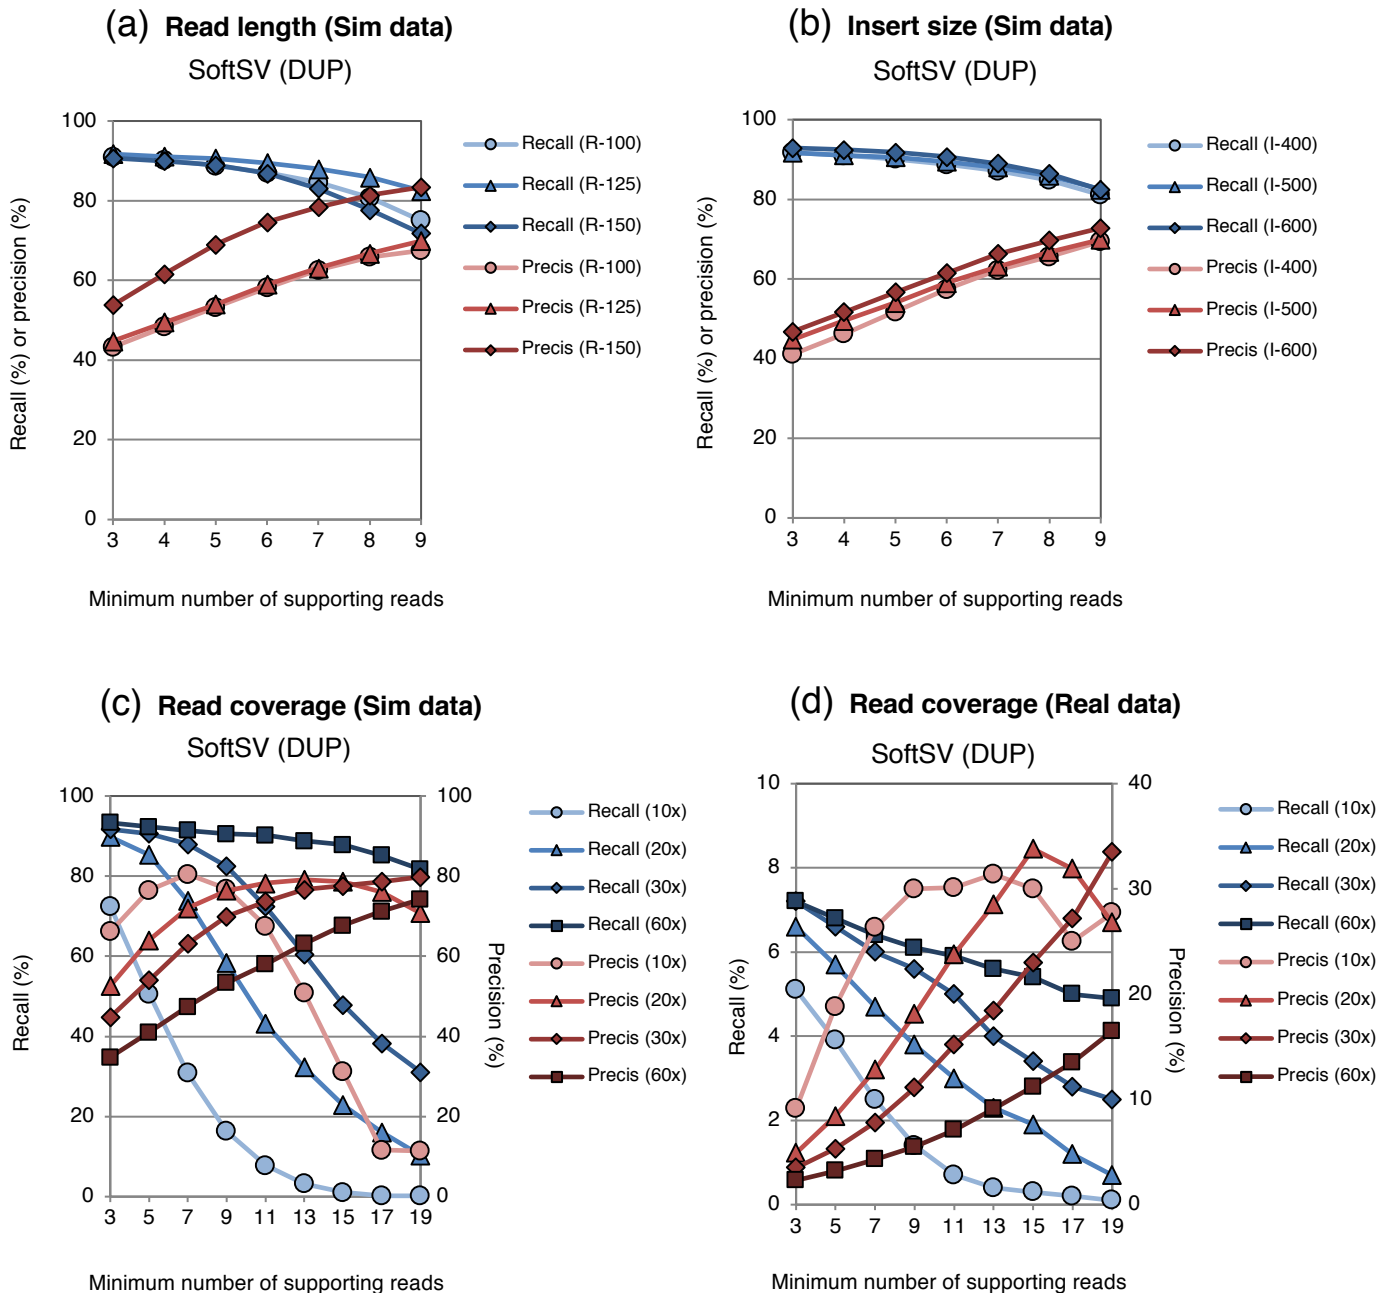 (a) Read length (Sim data)
SoftSV (DUP)
Recall (%) or precision (%)
100
80
60
40
20
0
3 4 5 6 7 8 9
Minimum number of supporting reads
Recall (R-100)
Recall (R-125)
Recall (R-150)
Precis (R-100)
Precis (R-125)
Precis (R-150)
(b) Insert size (Sim data)
SoftSV (DUP)
Recall (%) or precision (%)
100
80
60
40
20
0
3 4 5 6 7 8 9
Minimum number of supporting reads
Recall (I-400)
Recall (I-500)
Recall (I-600)
Precis (I-400)
Precis (I-500)
Precis (I-600)
(c) Read coverage (Sim data)
SoftSV (DUP)
Recall (%)
100
80
60
40
20
0
3 5 7 9 11 13 15 17 19
100
80
60
40
20
0
Precision (%)
Minimum number of supporting reads
Recall (10x)
Recall (20x)
Recall (30x)
Recall (60x)
Precis (10x)
Precis (20x)
Precis (30x)
Precis (60x)
(d) Read coverage (Real data)
SoftSV (DUP)
Recall (%)
10
8
6
4
2
0
3 5 7 9 11 13 15 17 19
40
30
20
10
0
Precision (%)
Minimum number of supporting reads
Recall (10x)
Recall (20x)
Recall (30x)
Recall (60x)
Precis (10x)
Precis (20x)
Precis (30x)
Precis (60x)